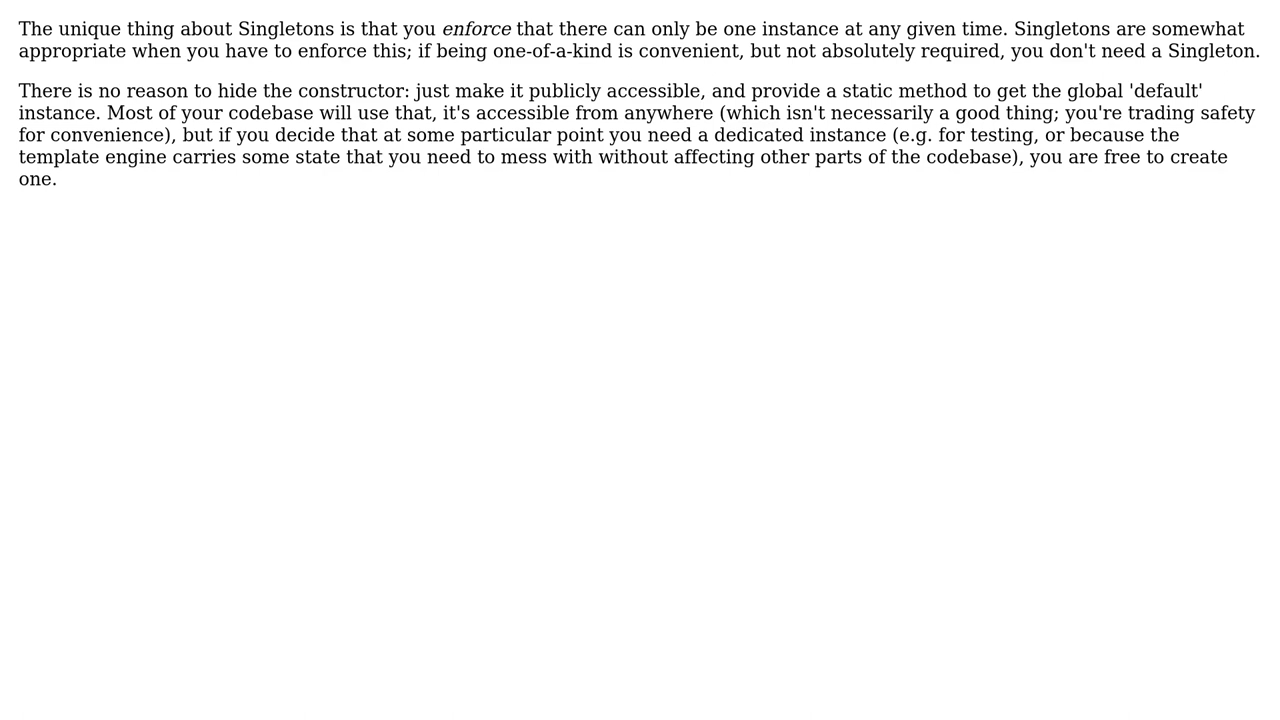 The unique thing about Singletons is that you enforce that there can only be one instance at any given time. Singletons are somewhat
appropriate when you have to enforce this; if being one-of-a-kind is convenient, but not absolutely required, you don't need a Singleton.
There is no reason to hide the constructor: just make it publicly accessible, and provide a static method to get the global 'default'
instance. Most of your codebase will use that, it's accessible from anywhere (which isn't necessarily a good thing; you're trading safety
for convenience), but if you decide that at some particular point you need a dedicated instance (e.g. for testing, or because the
template engine carries some state that you need to mess with without affecting other parts of the codebase), you are free to create
one.